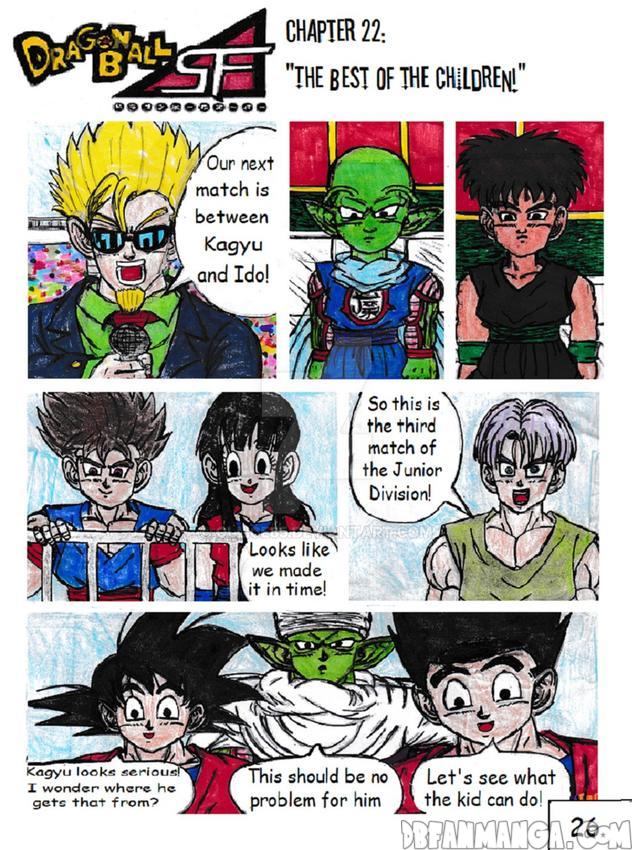 DRAGON BALL SF
CHAPTER 22:
"THE BEST OF THE CHILDREN!"
Our next
match is
between
Kagyu
and Ido!
So this is
the third
match of
the Junior
Division!
Looks like
we made
it in time!
Kagyu looks serious!
I wonder where he
gets that from?
This should be no
problem for him
Let's see what
the kid can do!
26
DBFANMANGA.COM